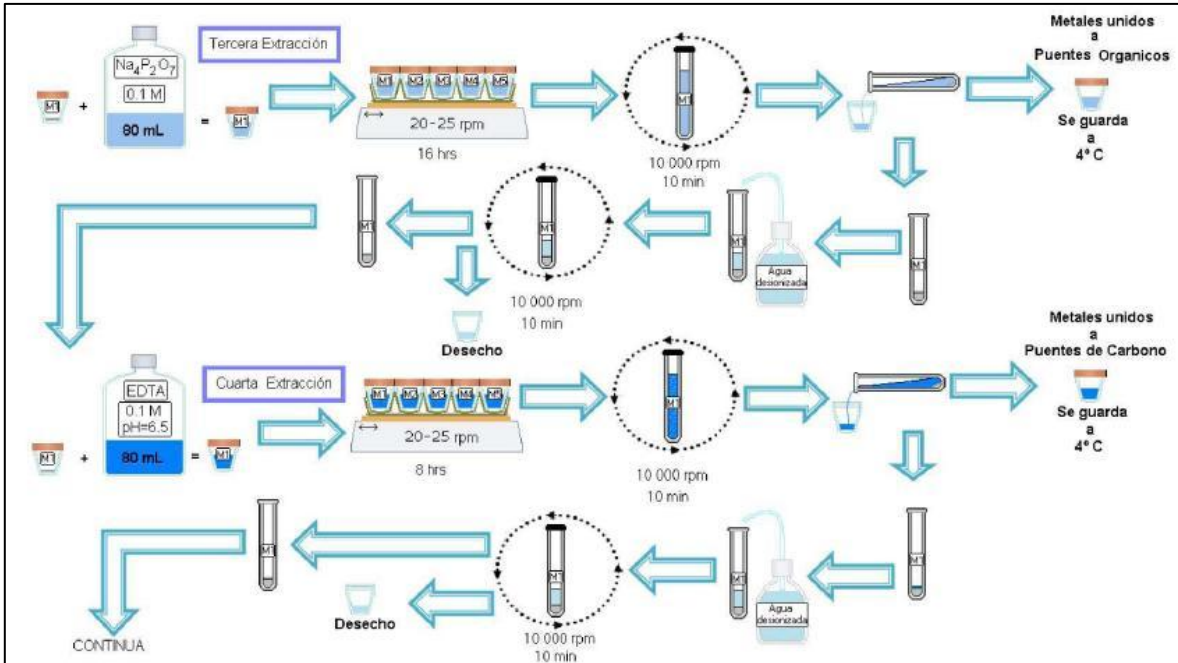 Tercera Extracción
Na4P2O7
0.1 M
80 mL
M1
+
=
M1
M1 M2 M3 M4 M5
20-25 rpm
16 hrs
M1
10 000 rpm
10 min
Metales unidos
a
Puentes Organicos
Se guarda
a
4° C
M1
M1
10 000 rpm
10 min
Desecho
M1
Agua
desionizada
M1
Cuarta Extracción
EDTA
0.1 M
pH=6.5
80 mL
M1
+
=
M1
M1 M2 M3 M4 M5
20-25 rpm
8 hrs
M1
10 000 rpm
10 min
Metales unidos
a
Puentes de Carbono
Se guarda
a
4° C
M1
M1
10 000 rpm
10 min
Desecho
M1
Agua
desionizada
M1
CONTINUA